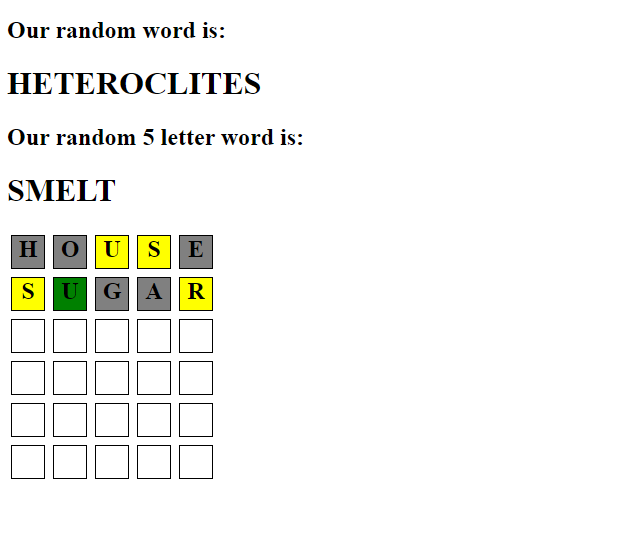 Our random word is:
HETEROCLITES
Our random 5 letter word is:
SMELT
H O U S E
S U G A R